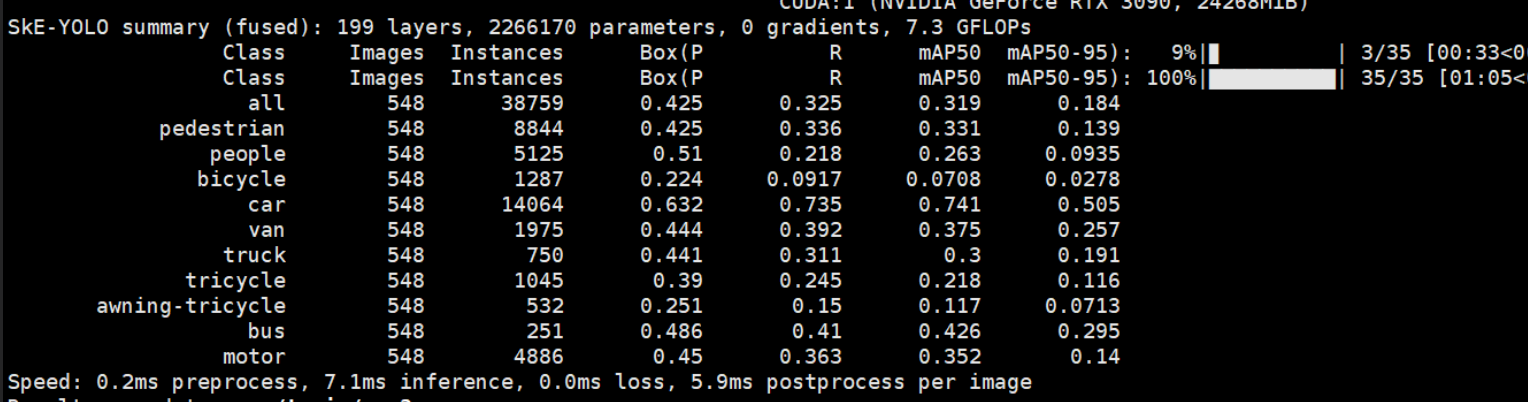 CUDA:1 (NVIDIA GeForce RTX 3090, 24268MiB)
SkE-YOLO summary (fused): 199 layers, 2266170 parameters, 0 gradients, 7.3 GFLOPs
Class Images Instances Box(P R mAP50 mAP50-95): 9%|█ | 3/35 [00:33<0
Class Images Instances Box(P R mAP50 mAP50-95): 100%|██████████| 35/35 [01:05<
all 548 38759 0.425 0.325 0.319 0.184
pedestrian 548 8844 0.425 0.336 0.331 0.139
people 548 5125 0.51 0.218 0.263 0.0935
bicycle 548 1287 0.224 0.0917 0.0708 0.0278
car 548 14064 0.632 0.735 0.741 0.505
van 548 1975 0.444 0.392 0.375 0.257
truck 548 750 0.441 0.311 0.3 0.191
tricycle 548 1045 0.39 0.245 0.218 0.116
awning-tricycle 548 532 0.251 0.15 0.117 0.0713
bus 548 251 0.486 0.41 0.426 0.295
motor 548 4886 0.45 0.363 0.352 0.14
Speed: 0.2ms preprocess, 7.1ms inference, 0.0ms loss, 5.9ms postprocess per image